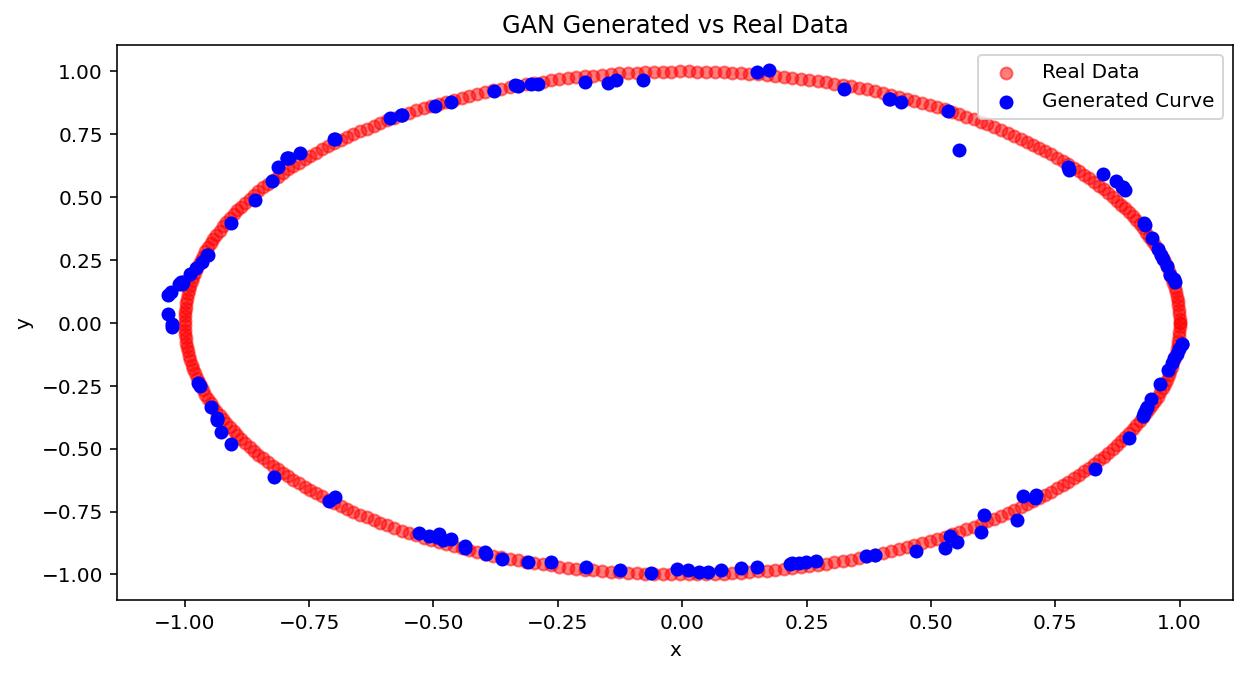 GAN Generated vs Real Data
Real Data
Generated Curve
1.00
0.75
0.50
0.25
0.00
−0.25
−0.50
−0.75
−1.00
y
−1.00 −0.75 −0.50 −0.25 0.00 0.25 0.50 0.75 1.00
x